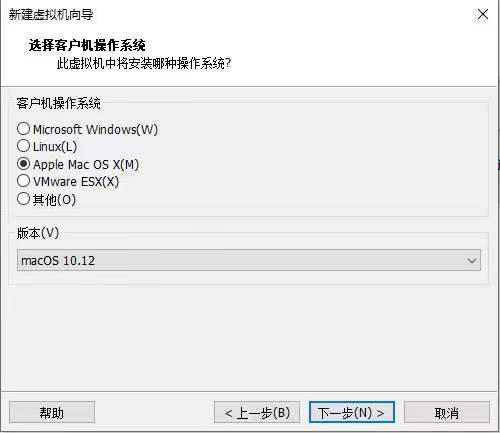 新建虚拟机向导
选择客户机操作系统
此虚拟机中将安装哪种操作系统?
客户机操作系统
Microsoft Windows(W)
Linux(L)
Apple Mac OS X(M)
VMware ESX(X)
其他(O)
版本(V)
macOS 10.12
帮助
< 上一步(B)
下一步(N) >
取消